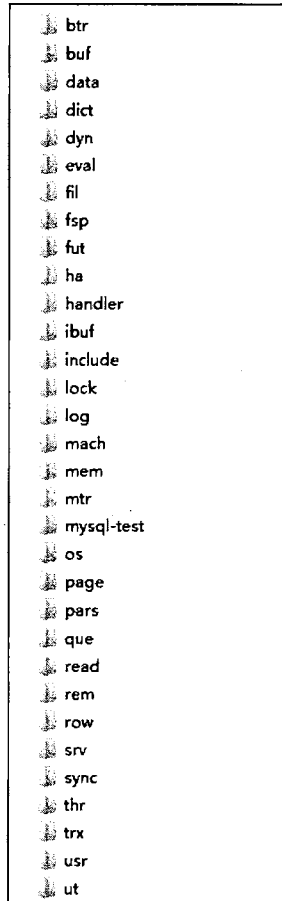 btr
buf
data
dict
dyn
eval
fil
fsp
fut
ha
handler
ibuf
include
lock
log
mach
mem
mtr
mysql-test
os
page
pars
que
read
rem
row
srv
sync
thr
trx
usr
ut